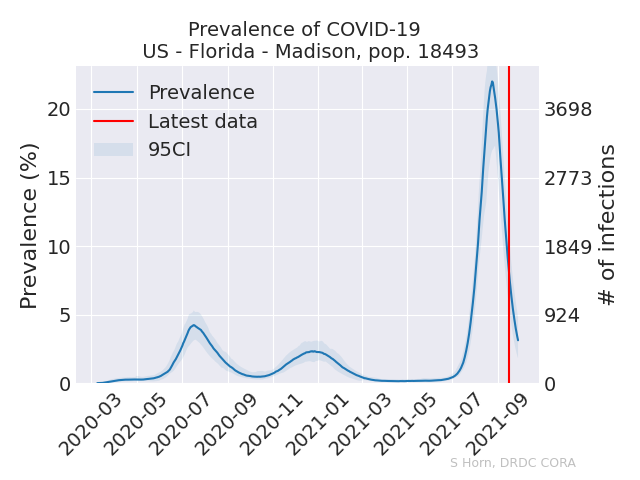 Prevalence of COVID-19
US - Florida - Madison, pop. 18493
Prevalence
Latest data
95CI
Prevalence (%)
20
15
10
5
0
3698
2773
1849
924
0
# of infections
2020-03
2020-05
2020-07
2020-09
2020-11
2021-01
2021-03
2021-05
2021-07
2021-09
S Horn, DRDC CORA